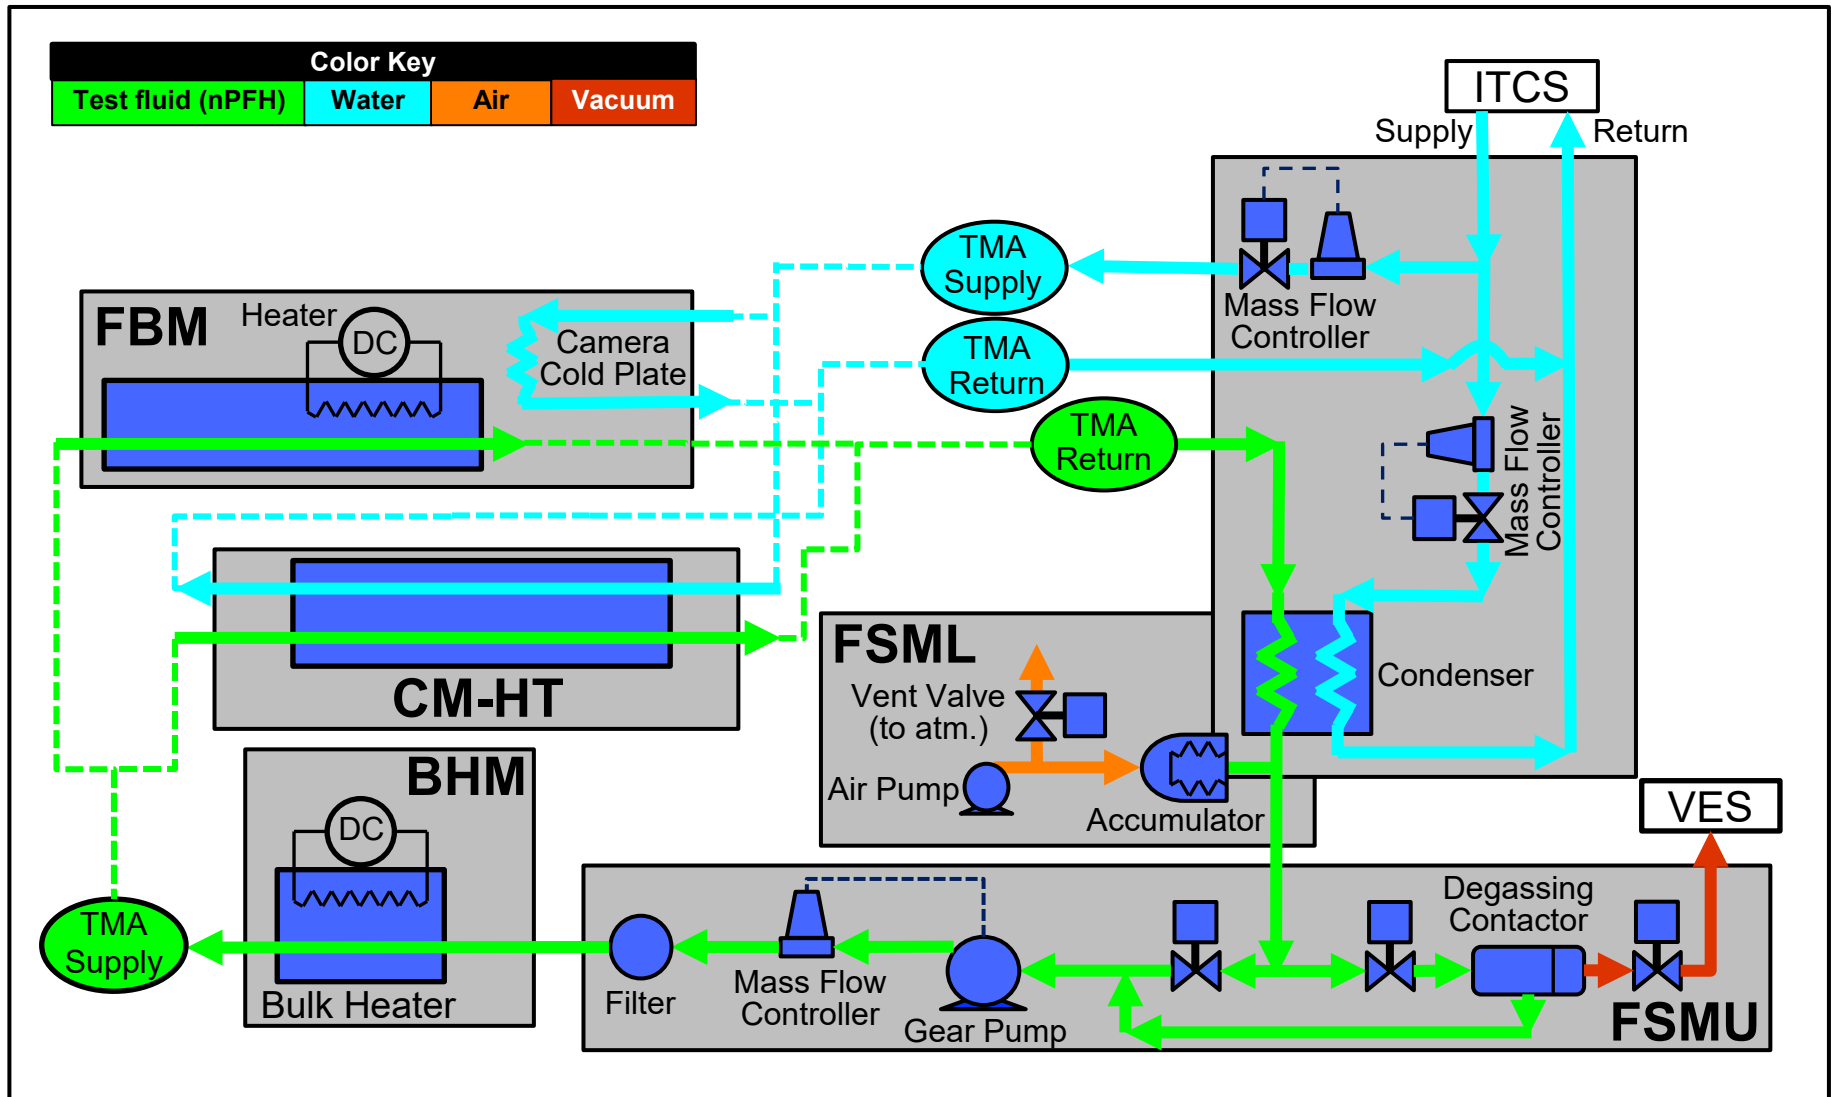 Color Key
Test fluid (nPFH)
Water
Air
Vacuum
ITCS
Supply
Return
TMA
Supply
Mass Flow
Controller
FBM
Heater
DC
Camera
Cold Plate
TMA
Return
TMA
Return
Mass Flow
Controller
CM-HT
FSML
Vent Valve
(to atm.)
Condenser
Air Pump
Accumulator
BHM
DC
VES
Degassing
Contactor
TMA
Supply
Bulk Heater
Filter
Mass Flow
Controller
Gear Pump
FSMU